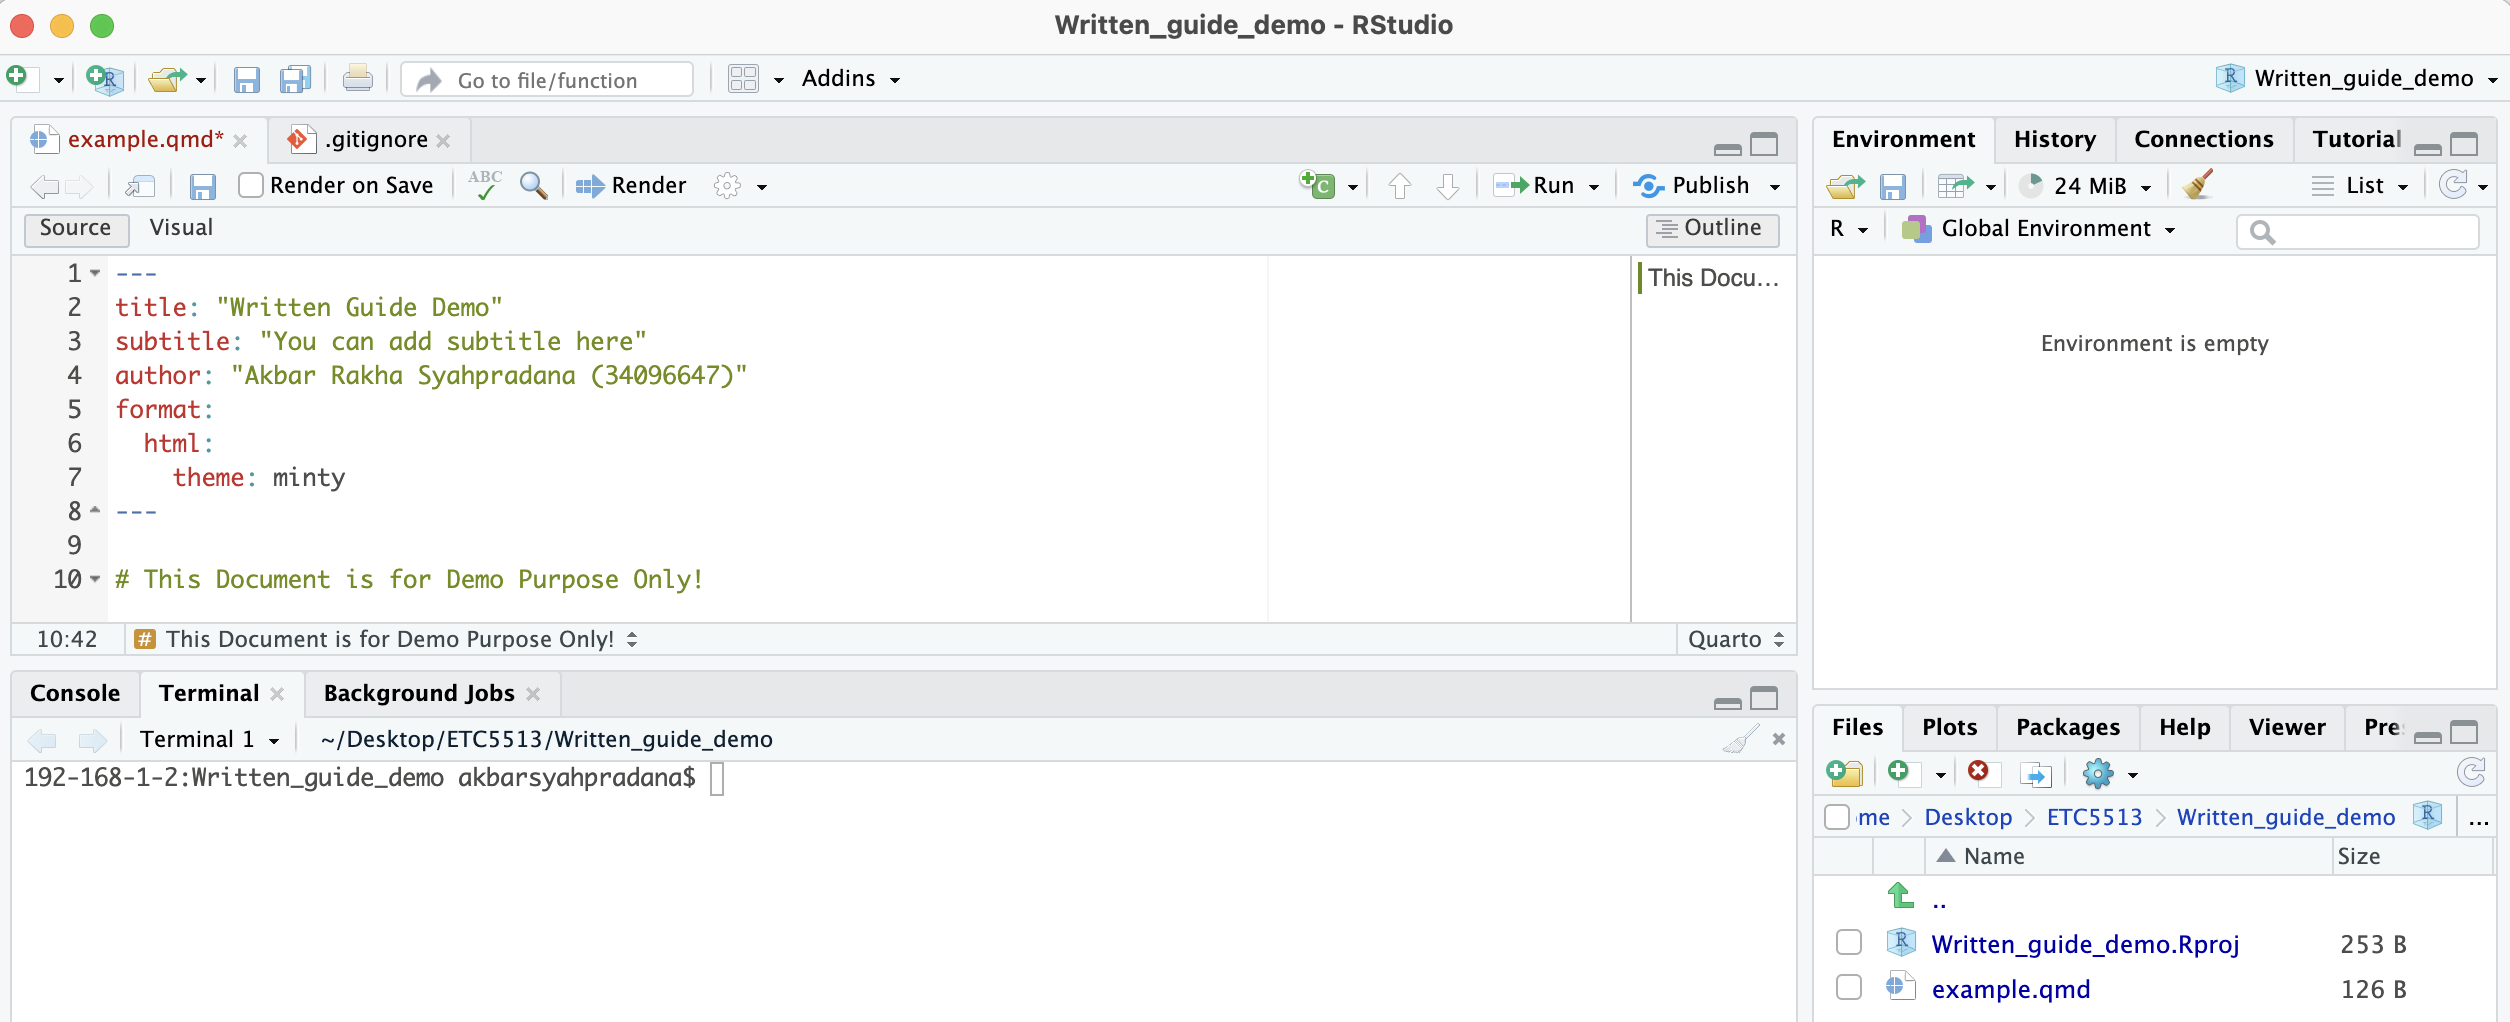 Written_guide_demo - RStudio
Go to file/function Addins Written_guide_demo
example.qmd* .gitignore
Render on Save ABC Render C Run Publish
Source Visual Outline
1 ---
2 title: "Written Guide Demo"
3 subtitle: "You can add subtitle here"
4 author: "Akbar Rakha Syahpradana (34096647)"
5 format:
6 html:
7 theme: minty
8 ---
9
10 # This Document is for Demo Purpose Only!
This Docu...
10:42 # This Document is for Demo Purpose Only! Quarto
Console Terminal Background Jobs
Terminal 1 ~/Desktop/ETC5513/Written_guide_demo
192-168-1-2:Written_guide_demo akbarsyahpradana$
Environment History Connections Tutorial
24 MiB List
R Global Environment
Environment is empty
Files Plots Packages Help Viewer Pre
me Desktop ETC5513 Written_guide_demo R ...
Name Size
..
Written_guide_demo.Rproj 253 B
example.qmd 126 B